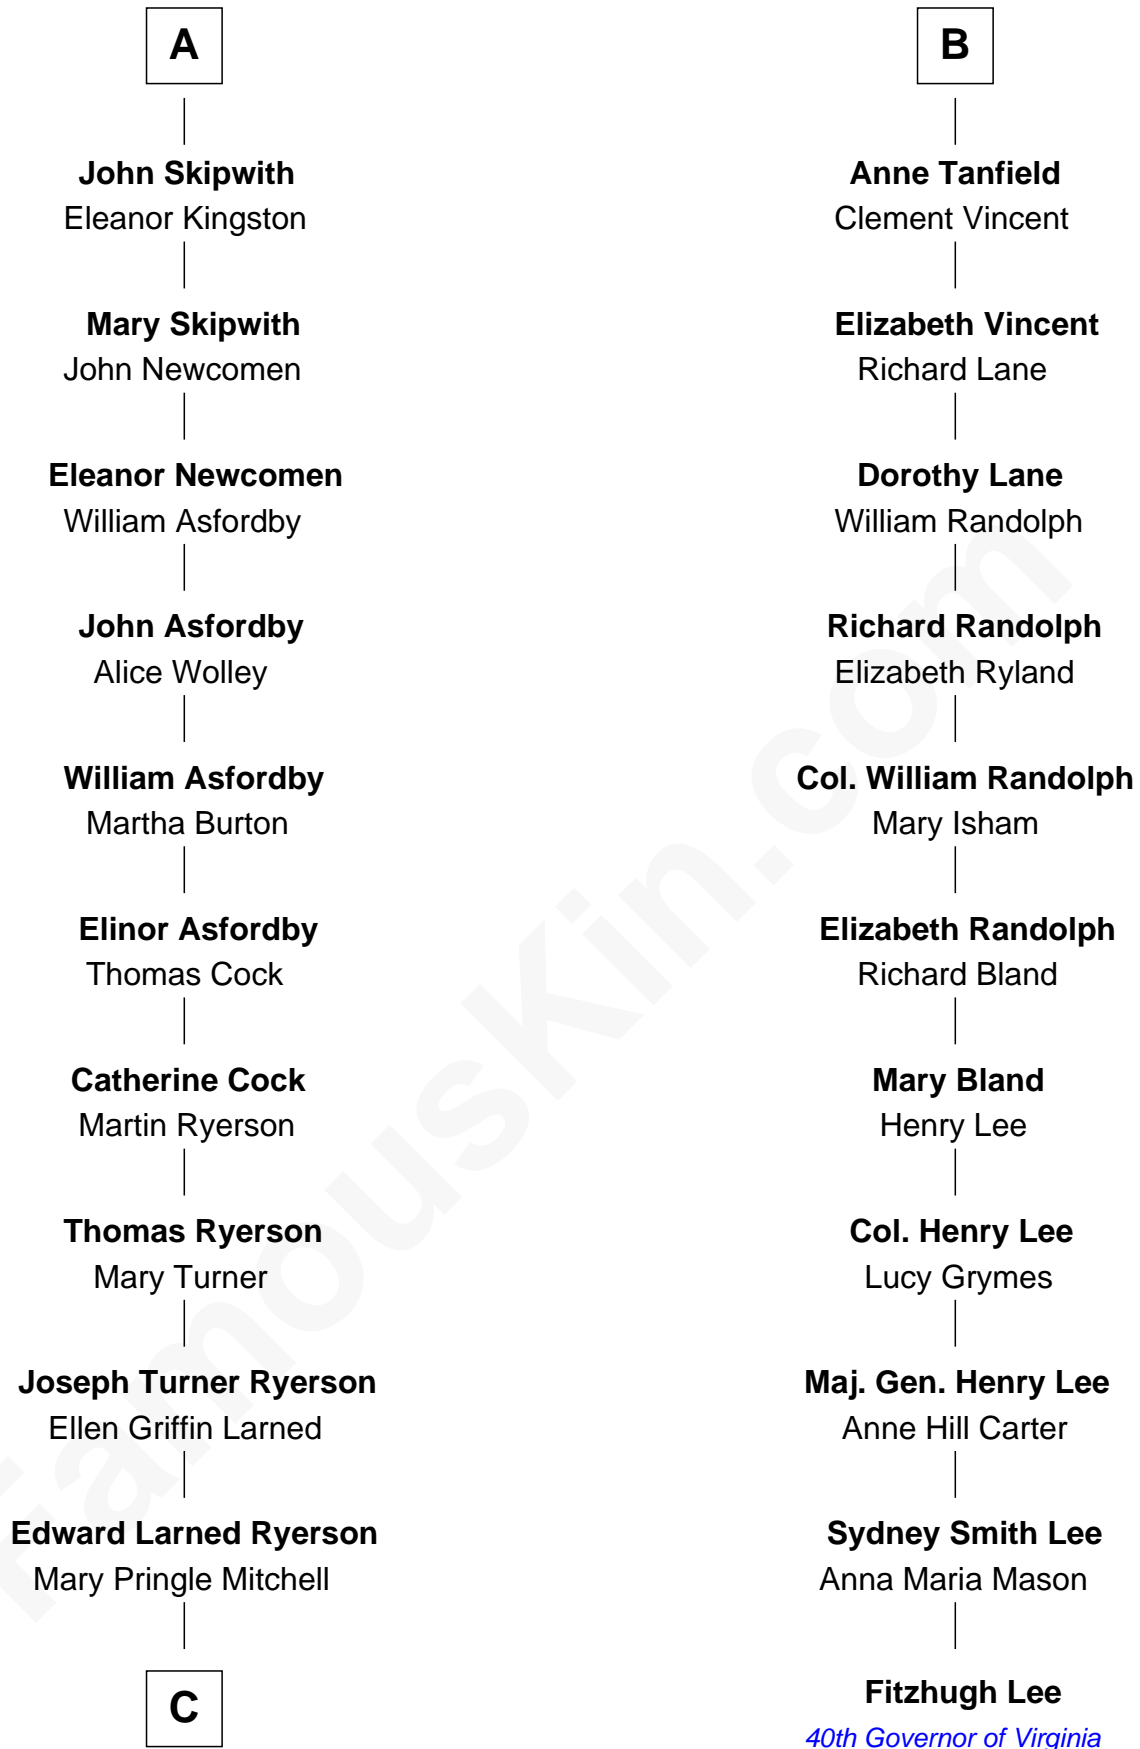 A
John Skipwith
Eleanor Kingston
Mary Skipwith
John Newcomen
Eleanor Newcomen
William Asfordby
John Asfordby
Alice Wolley
William Asfordby
Martha Burton
Elinor Asfordby
Thomas Cock
Catherine Cock
Martin Ryerson
Thomas Ryerson
Mary Turner
Joseph Turner Ryerson
Ellen Griffin Larned
Edward Larned Ryerson
Mary Pringle Mitchell
C
B
Anne Tanfield
Clement Vincent
Elizabeth Vincent
Richard Lane
Dorothy Lane
William Randolph
Richard Randolph
Elizabeth Ryland
Col. William Randolph
Mary Isham
Elizabeth Randolph
Richard Bland
Mary Bland
Henry Lee
Col. Henry Lee
Lucy Grymes
Maj. Gen. Henry Lee
Anne Hill Carter
Sydney Smith Lee
Anna Maria Mason
Fitzhugh Lee
40th Governor of Virginia
FamousKin.com